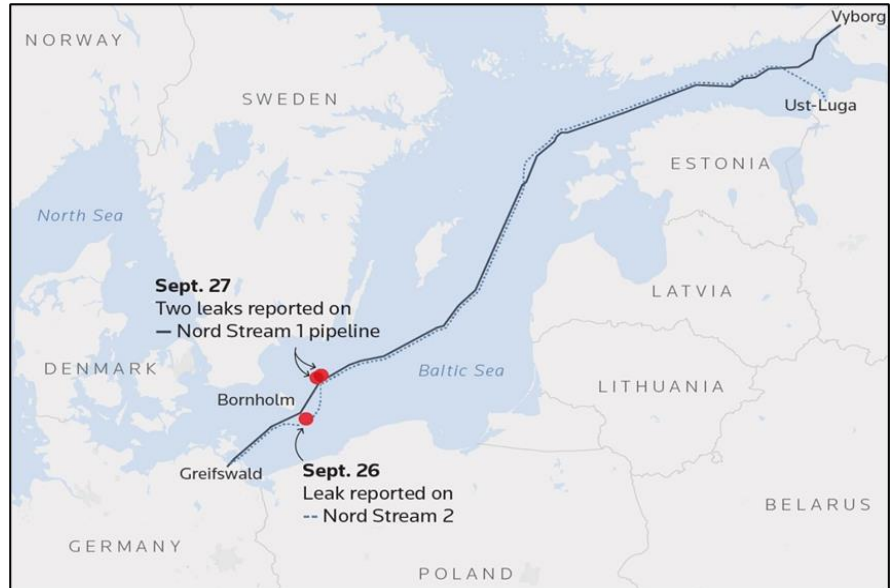 Vyborg
NORWAY
SWEDEN
Ust-Luga
ESTONIA
North Sea
Sept. 27
Two leaks reported on
— Nord Stream 1 pipeline
LATVIA
DENMARK
Baltic Sea
LITHUANIA
Bornholm
Greifswald
Sept. 26
Leak reported on
-- Nord Stream 2
BELARUS
GERMANY
POLAND